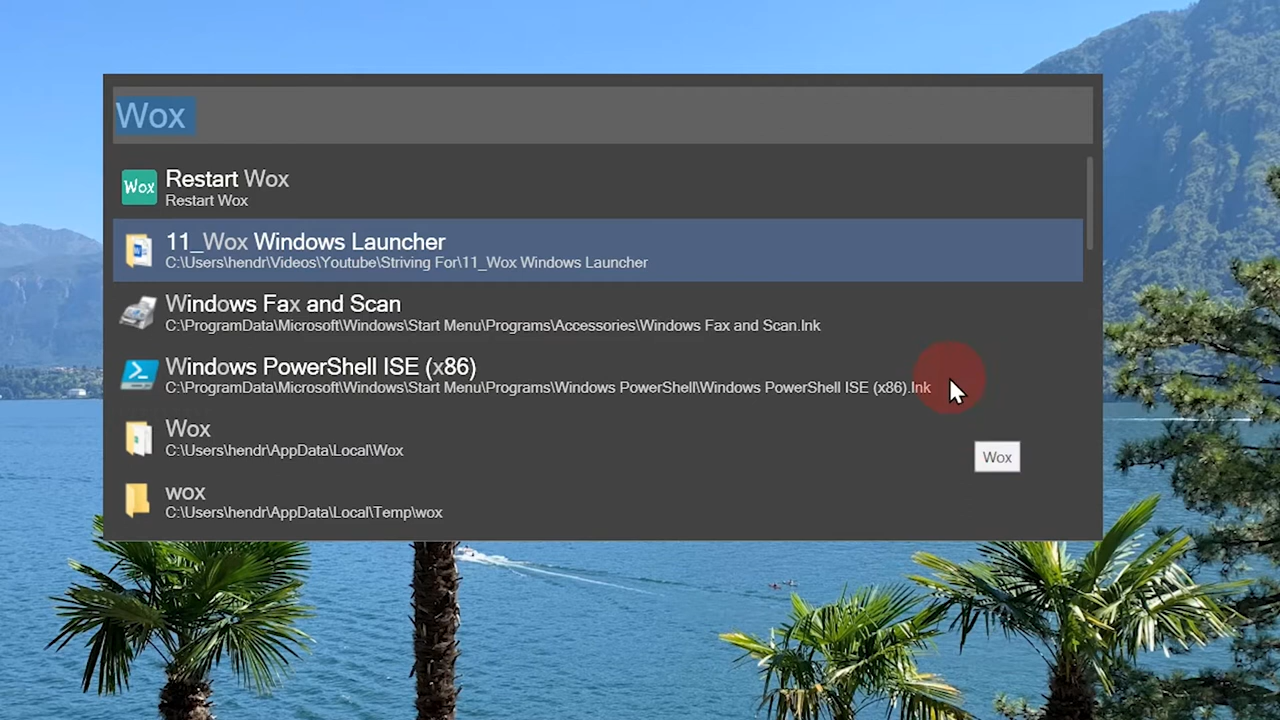 Wox
Wox
Restart Wox
Restart Wox
11_Wox Windows Launcher
C:\Users\hendr\Videos\Youtube\Striving For\11_Wox Windows Launcher
Windows Fax and Scan
C:\ProgramData\Microsoft\Windows\Start Menu\Programs\Accessories\Windows Fax and Scan.lnk
Windows PowerShell ISE (x86)
C:\ProgramData\Microsoft\Windows\Start Menu\Programs\Windows PowerShell\Windows PowerShell ISE (x86).lnk
Wox
C:\Users\hendr\AppData\Local\Wox
Wox
wox
C:\Users\hendr\AppData\Local\Temp\wox